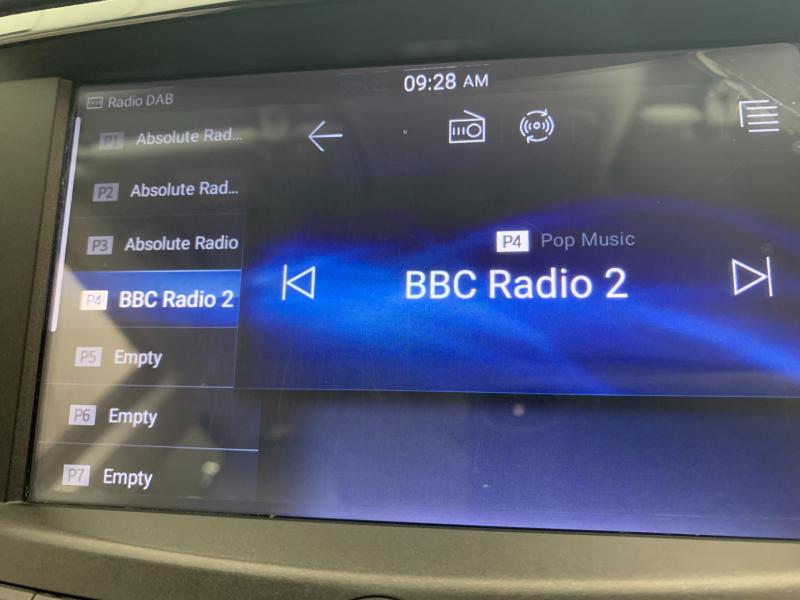 09:28 AM
Radio DAB
P1 Absolute Rad...
P2 Absolute Rad...
P3 Absolute Radio
P4 BBC Radio 2
P5 Empty
P6 Empty
P7 Empty
P4 Pop Music
BBC Radio 2